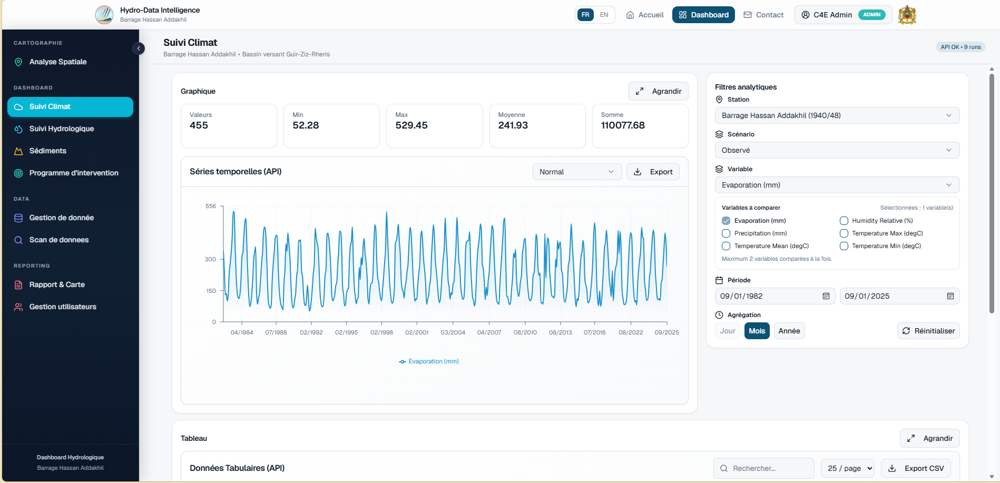 Hydro-Data Intelligence
Barrage Hassan Addakhil
FR
EN
Accueil
Dashboard
Contact
C4E Admin
ADMIN
CARTOGRAPHIE
Analyse Spatiale
DASHBOARD
Suivi Climat
Suivi Hydrologique
Sédiments
Programme d'intervention
DATA
Gestion de donnée
Scan de donnees
REPORTING
Rapport & Carte
Gestion utilisateurs
Dashboard Hydrologique
Barrage Hassan Addakhil
Suivi Climat
Barrage Hassan Addakhil • Bassin versant Guir-Ziz-Rheris
API OK • 9 runs
Graphique
Agrandir
Valeurs
455
Min
52.28
Max
529.45
Moyenne
241.93
Somme
110077.68
Séries temporelles (API)
Normal
Export
556
300
150
0
04/1984 07/1988 02/1992 02/1995 02/1998 02/2001 03/2004 04/2007 08/2010 08/2013 07/2016 08/2022 09/2025
Evaporation (mm)
Filtres analytiques
Station
Barrage Hassan Addakhil (1940/48)
Scénario
Observé
Variable
Evaporation (mm)
Variables à comparer
Sélectionnées : 1 variable(s)
Evaporation (mm)
Humidity Relative (%)
Precipitation (mm)
Temperature Max (degC)
Temperature Mean (degC)
Temperature Min (degC)
Maximum 2 variables comparées à la fois.
Période
09/01/1982
09/01/2025
Agrégation
Jour
Mois
Année
Réinitialiser
Tableau
Agrandir
Données Tabulaires (API)
Rechercher...
25 / page
Export CSV